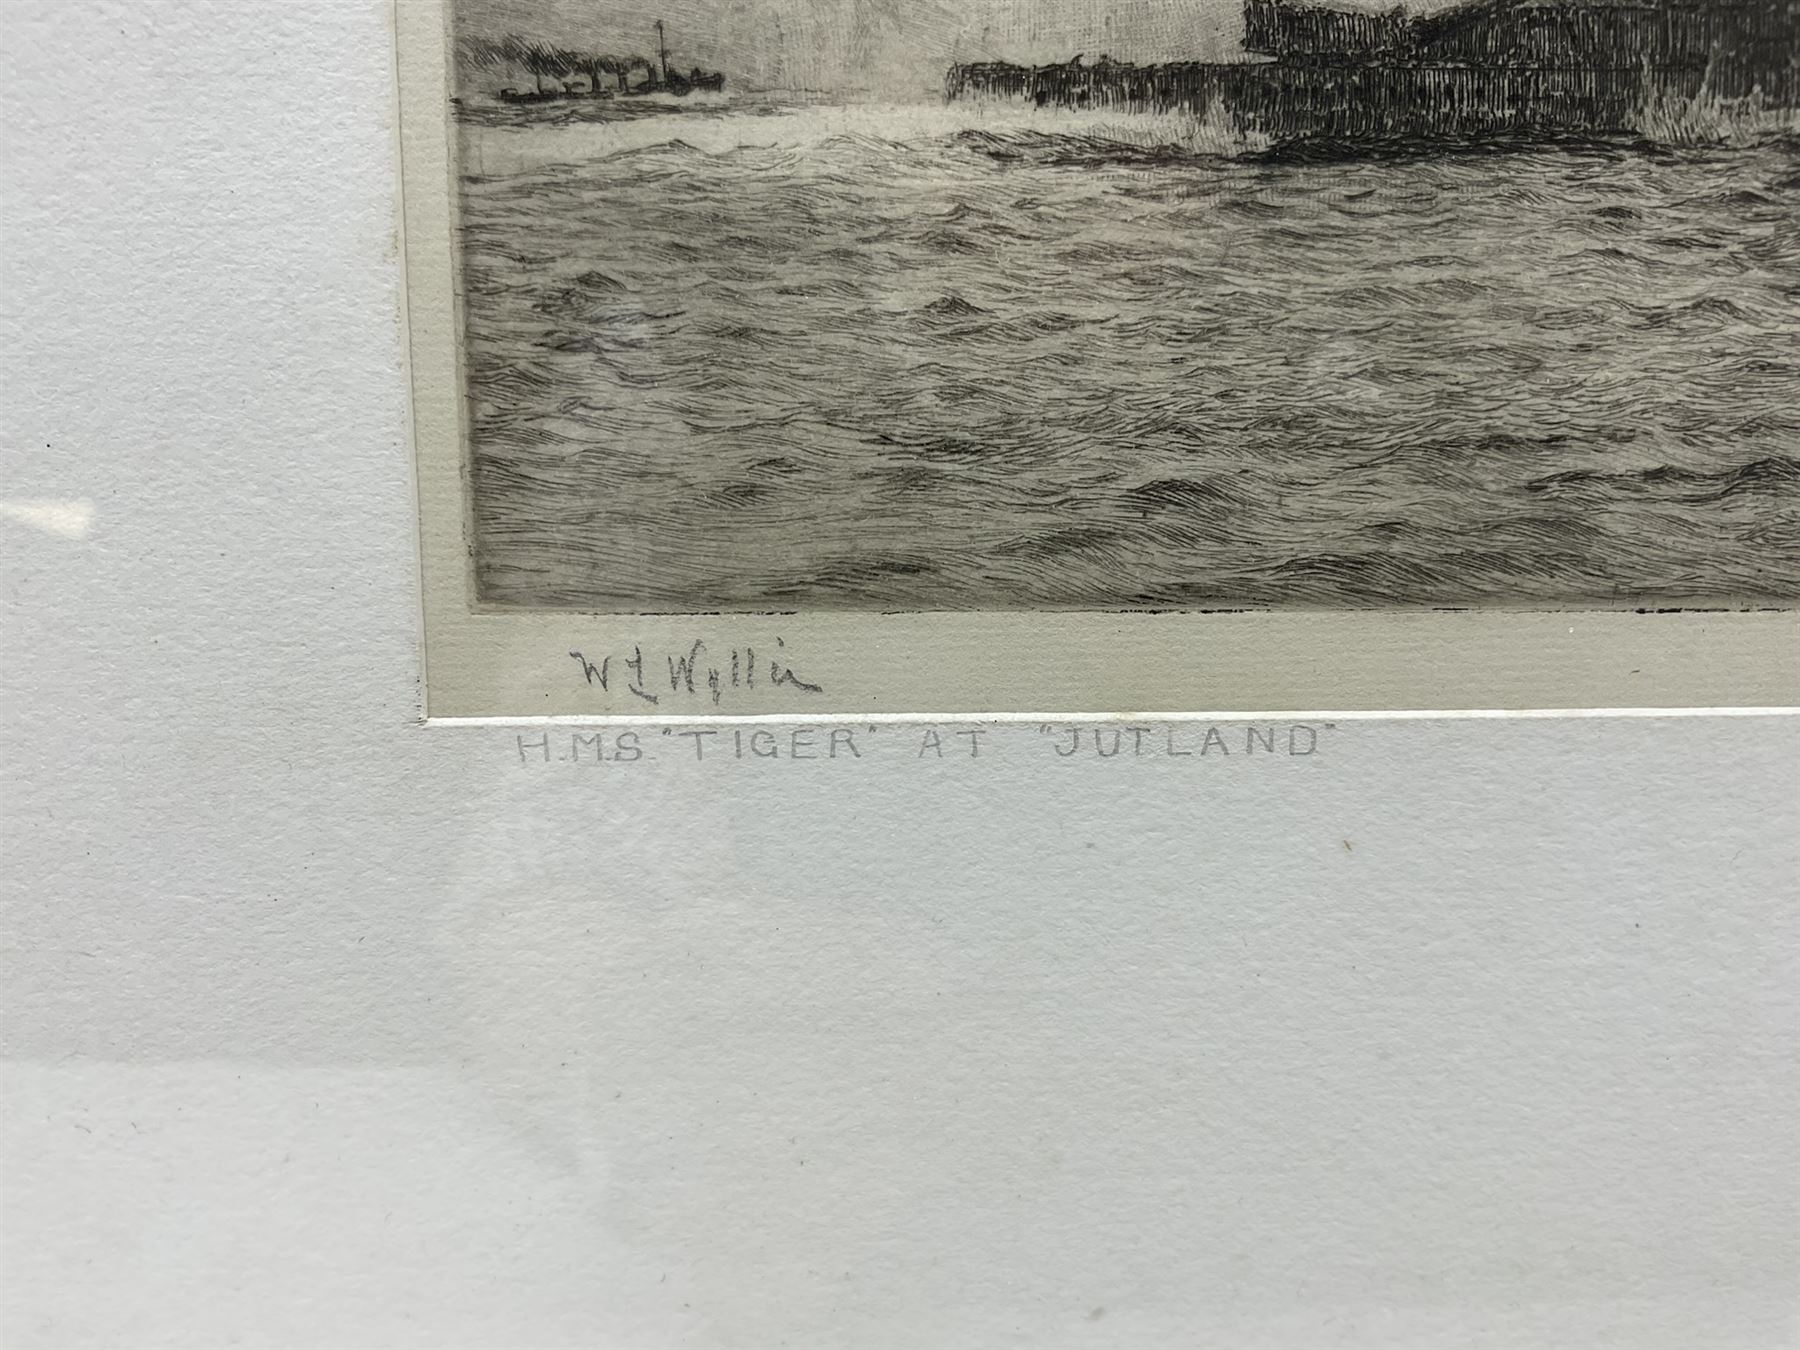 W L Wyllie
H.M.S. "TIGER" AT "JUTLAND"